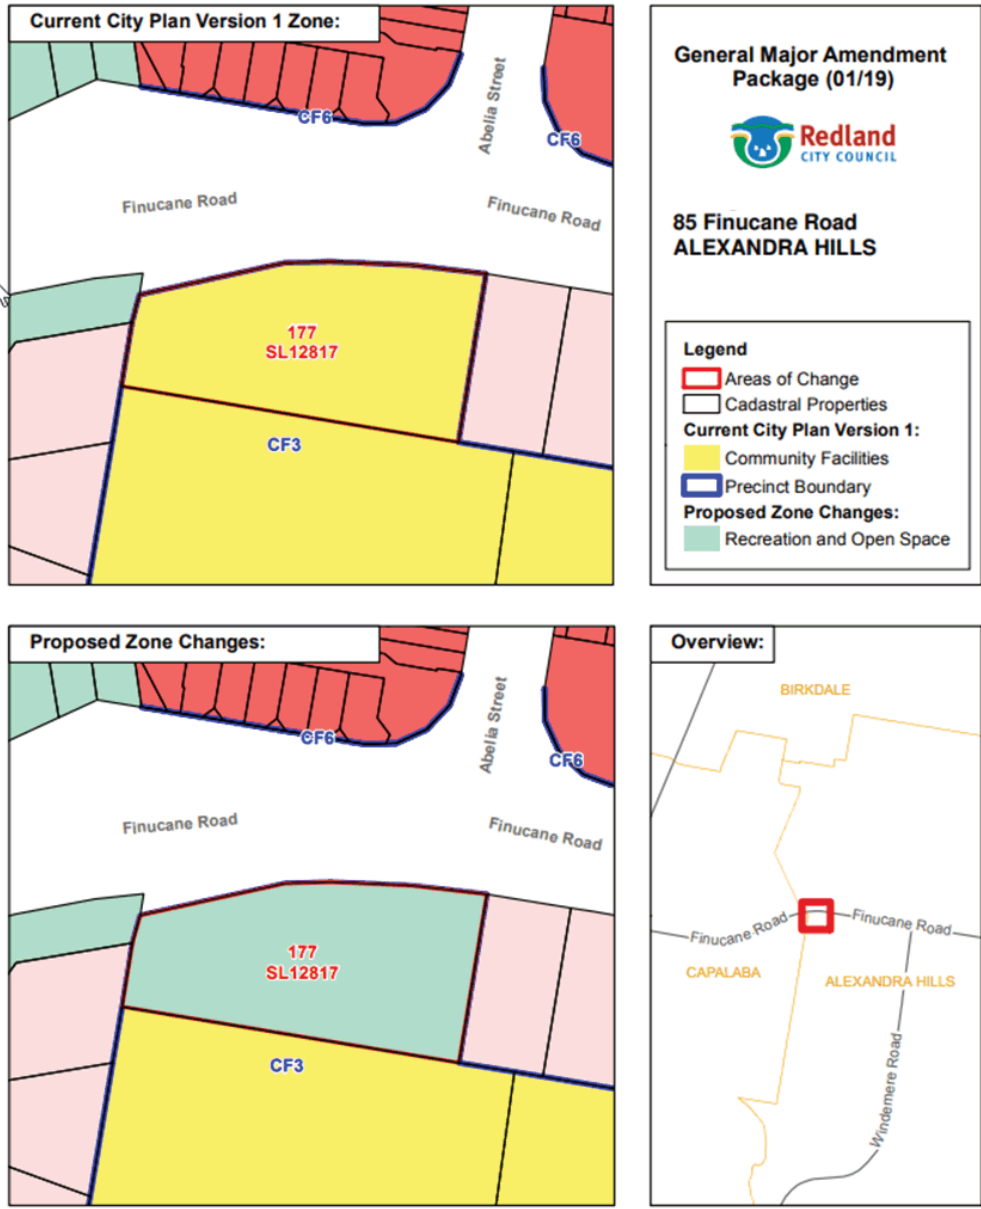 Current City Plan Version 1 Zone:
CF6
Abelia Street
CF6
Finucane Road
Finucane Road
177
SL12817
CF3
General Major Amendment
Package (01/19)
Redland
CITY COUNCIL
85 Finucane Road
ALEXANDRA HILLS
Legend
Areas of Change
Cadastral Properties
Current City Plan Version 1:
Community Facilities
Precinct Boundary
Proposed Zone Changes:
Recreation and Open Space
Proposed Zone Changes:
CF6
Abelia Street
CF6
Finucane Road
Finucane Road
177
SL12817
CF3
Overview:
BIRKDALE
Finucane Road
Finucane Road
CAPALABA
ALEXANDRA HILLS
Windemere Road